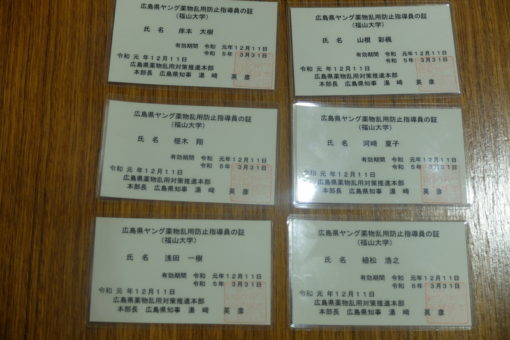 広島県ヤング薬物乱用防止指導員の証
（福山大学）
氏 名 岸本 大樹
有効期間 令和 元年１２月１１日
令和 ５年 ３月３１日
令和 元年１２月１１日
広島県薬物乱用対策推進本部
本部長 広島県知事 湯 﨑 英 彦
広島県ヤング薬物乱用防止指導員の証
（福山大学）
氏 名 山根 彩楓
有効期間 令和 元年１２月１１日
令和 ５年 ３月３１日
令和 元年１２月１１日
広島県薬物乱用対策推進本部
本部長 広島県知事 湯 﨑 英 彦
広島県ヤング薬物乱用防止指導員の証
（福山大学）
氏 名 植木 翔
有効期間 令和 元年１２月１１日
令和 ６年 ３月３１日
令和 元年１２月１１日
広島県薬物乱用対策推進本部
本部長 広島県知事 湯 﨑 英 彦
広島県ヤング薬物乱用防止指導員の証
（福山大学）
氏 名 河﨑 夏子
有効期間 令和 元年１２月１１日
令和 ６年 ３月３１日
令和 元年１２月１１日
広島県薬物乱用対策推進本部
本部長 広島県知事 湯 﨑 英 彦
広島県ヤング薬物乱用防止指導員の証
（福山大学）
氏 名 浅田 一樹
有効期間 令和 元年１２月１１日
令和 ６年 ３月３１日
令和 元年１２月１１日
広島県薬物乱用対策推進本部
本部長 広島県知事 湯 﨑 英 彦
広島県ヤング薬物乱用防止指導員の証
（福山大学）
氏 名 植松 浩之
有効期間 令和 元年１２月１１日
令和 ６年 ３月３１日
令和 元年１２月１１日
広島県薬物乱用対策推進本部
本部長 広島県知事 湯 﨑 英 彦